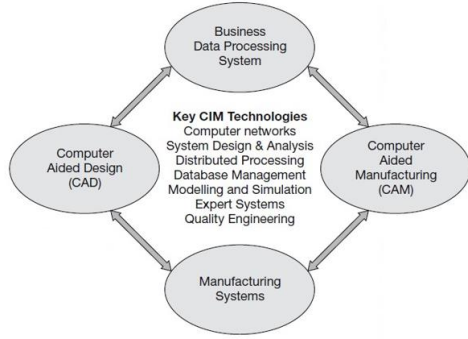 Business
Data Processing
System
Key CIM Technologies
Computer networks
System Design & Analysis
Distributed Processing
Database Management
Modelling and Simulation
Expert Systems
Quality Engineering
Computer
Aided Design
(CAD)
Computer
Aided
Manufacturing
(CAM)
Manufacturing
Systems